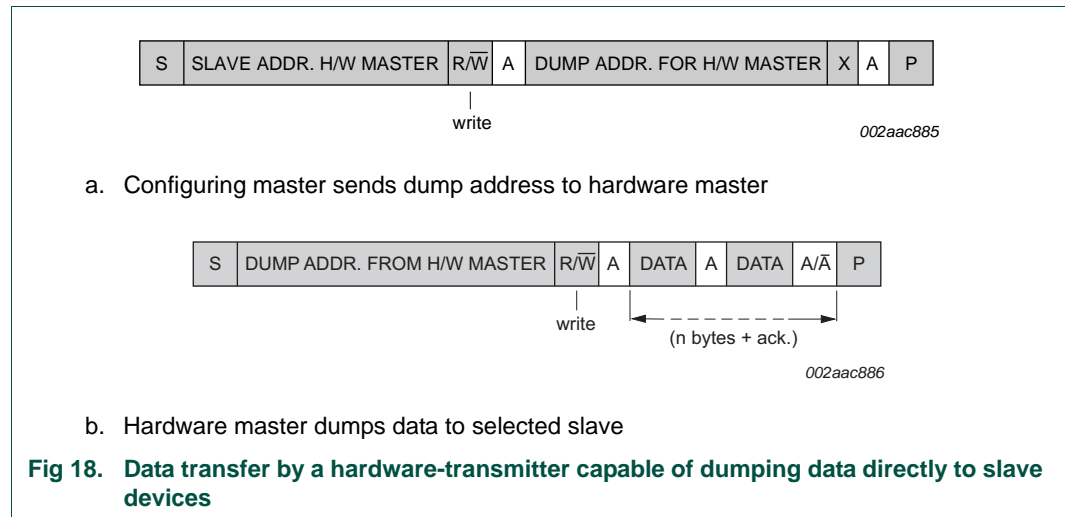 S SLAVE ADDR. H/W MASTER R/W̅ A DUMP ADDR. FOR H/W MASTER X A P
write
002aac885
a. Configuring master sends dump address to hardware master
S DUMP ADDR. FROM H/W MASTER R/W̅ A DATA A DATA A/A̅ P
write
(n bytes + ack.)
002aac886
b. Hardware master dumps data to selected slave
Fig 18. Data transfer by a hardware-transmitter capable of dumping data directly to slave
devices